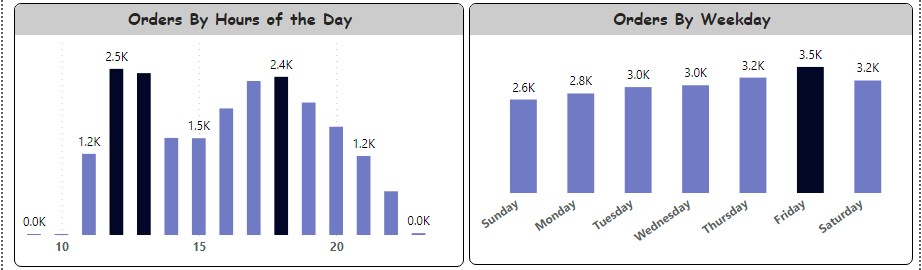 Orders By Hours of the Day
2.5K
2.4K
1.5K
1.2K
1.2K
0.0K
0.0K
10
15
20
Orders By Weekday
2.6K
2.8K
3.0K
3.0K
3.2K
3.5K
3.2K
Sunday
Monday
Tuesday
Wednesday
Thursday
Friday
Saturday